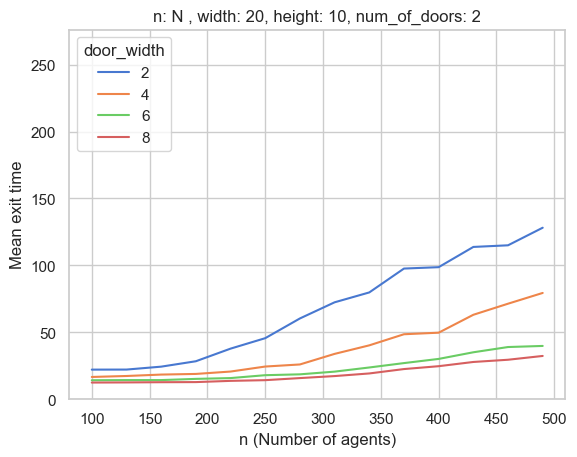 n: N , width: 20, height: 10, num_of_doors: 2
door_width
2
4
6
8
250
200
150
100
50
0
Mean exit time
100 150 200 250 300 350 400 450 500
n (Number of agents)